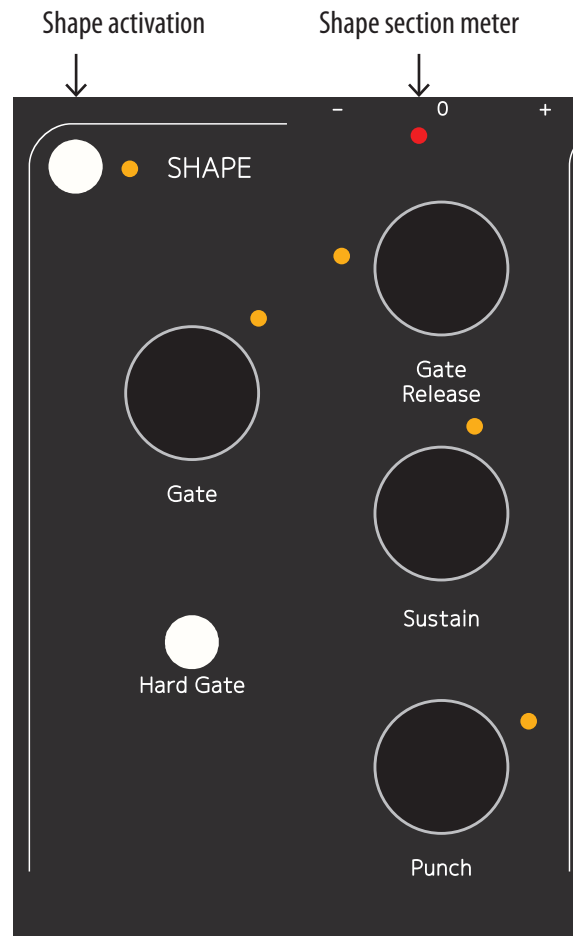 Shape activation
Shape section meter
– 0 +
SHAPE
Gate
Release
Gate
Sustain
Hard Gate
Punch